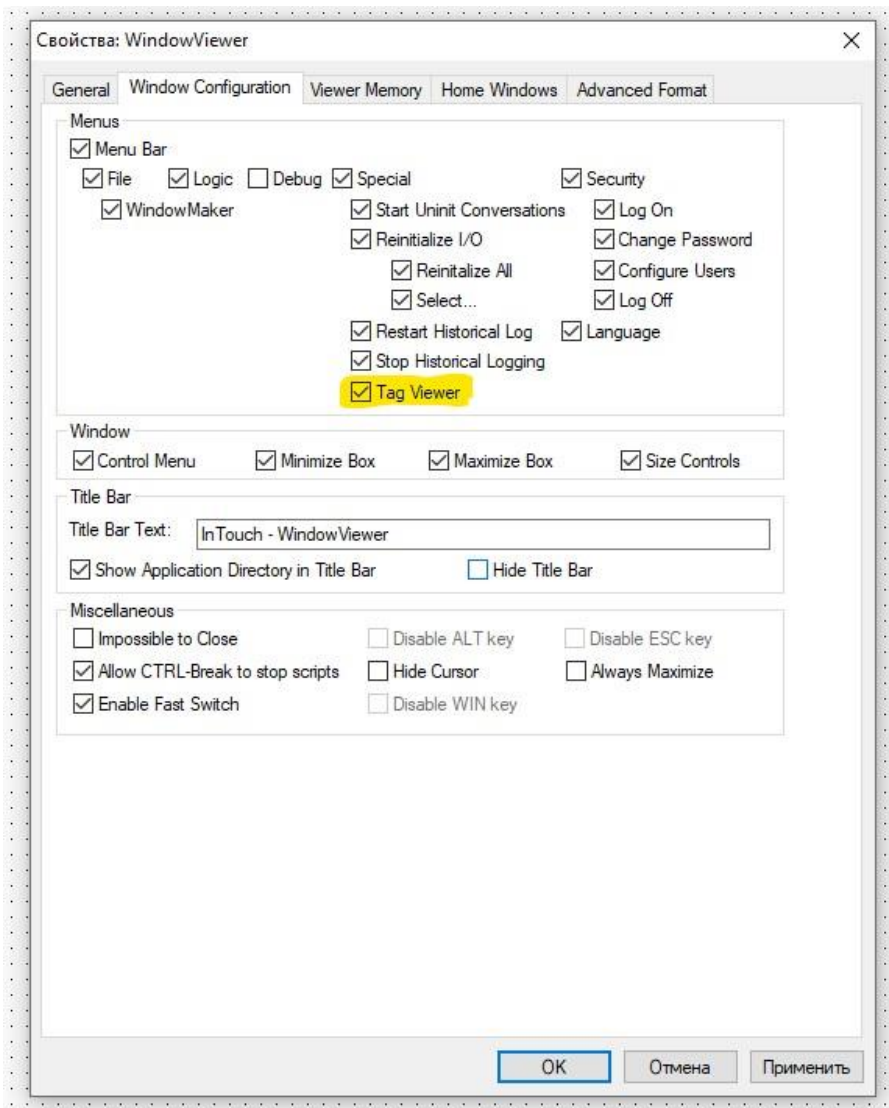 Свойства: WindowViewer
General Window Configuration Viewer Memory Home Windows Advanced Format
Menus
Menu Bar
File Logic Debug Special Security
WindowMaker Start Uninit Conversations Log On
Reinitialize I/O Change Password
Reinitalize All Configure Users
Select... Log Off
Restart Historical Log Language
Stop Historical Logging
Tag Viewer
Window
Control Menu Minimize Box Maximize Box Size Controls
Title Bar
Title Bar Text: InTouch - WindowViewer
Show Application Directory in Title Bar Hide Title Bar
Miscellaneous
Impossible to Close Disable ALT key Disable ESC key
Allow CTRL-Break to stop scripts Hide Cursor Always Maximize
Enable Fast Switch Disable WIN key
OK Отмена Применить